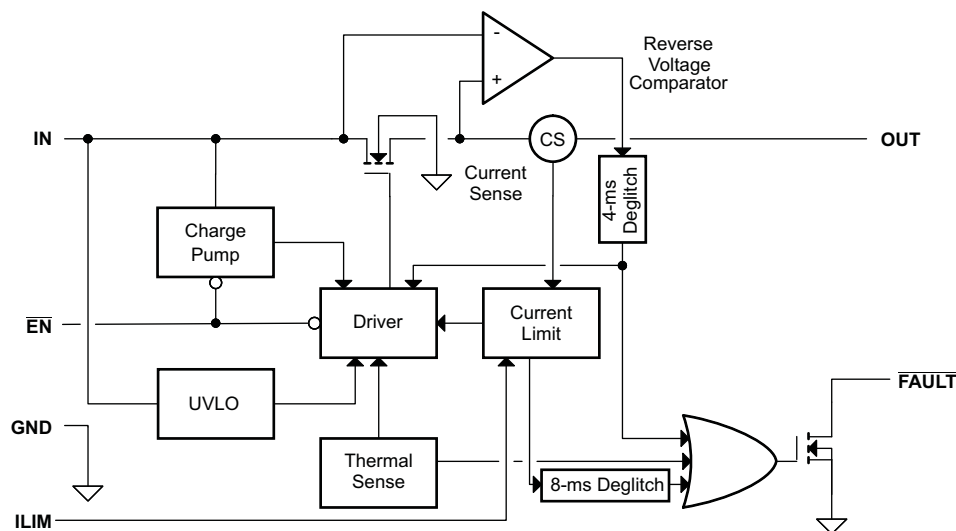 -
Reverse
Voltage
Comparator
+
IN
CS
OUT
Current
Sense
4-ms
Deglitch
Charge
Pump
EN
Driver
Current
Limit
FAULT
UVLO
GND
Thermal
Sense
8-ms Deglitch
ILIM